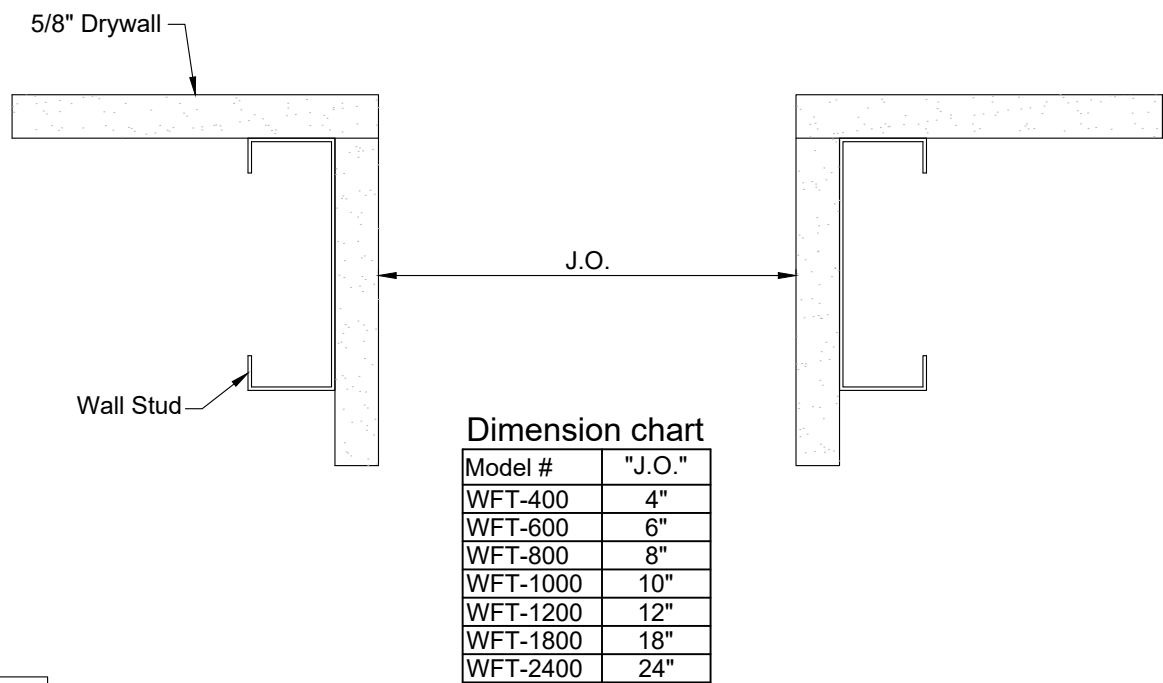 5/8" Drywall
J.O.
Wall Stud
Dimension chart
Model # "J.O."
WFT-400 4"
WFT-600 6"
WFT-800 8"
WFT-1000 10"
WFT-1200 12"
WFT-1800 18"
WFT-2400 24"